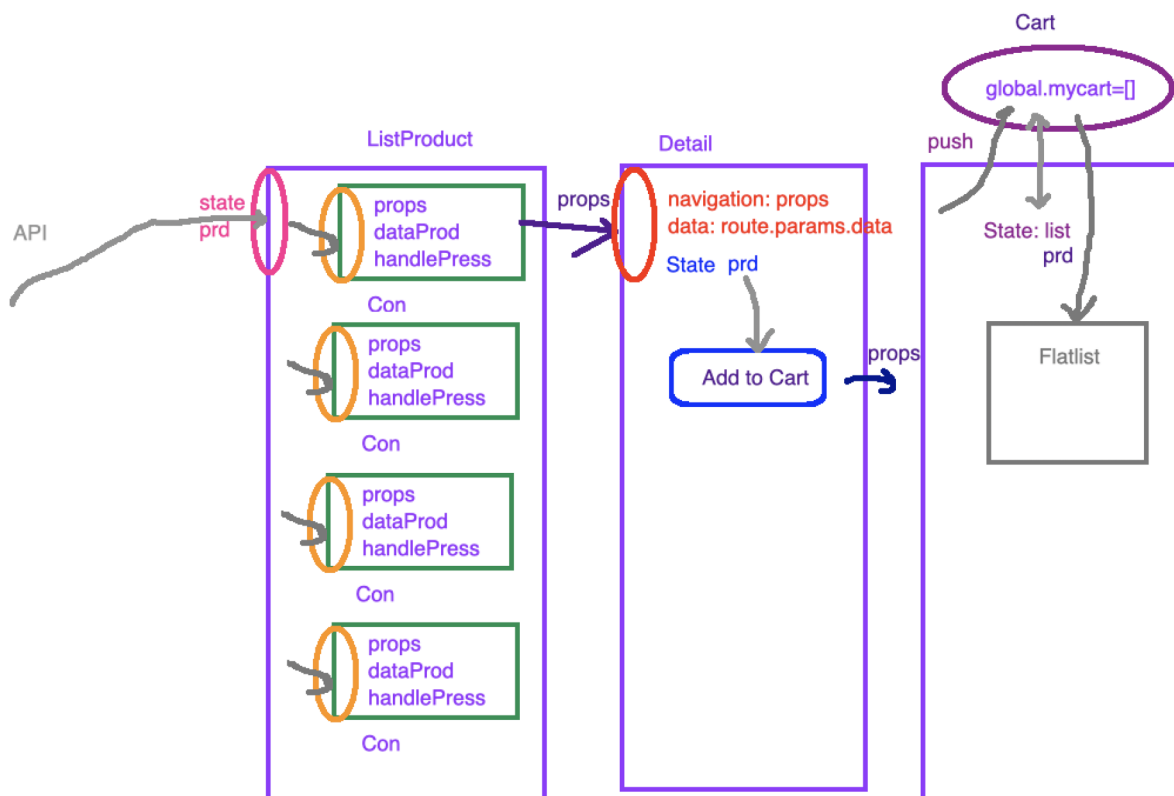 Cart
global.mycart=[]
push
State: list
prd
Flatlist
API
state
prd
ListProduct
props
dataProd
handlePress
Con
props
dataProd
handlePress
Con
props
dataProd
handlePress
Con
props
dataProd
handlePress
Con
props
Detail
navigation: props
data: route.params.data
State prd
Add to Cart
props